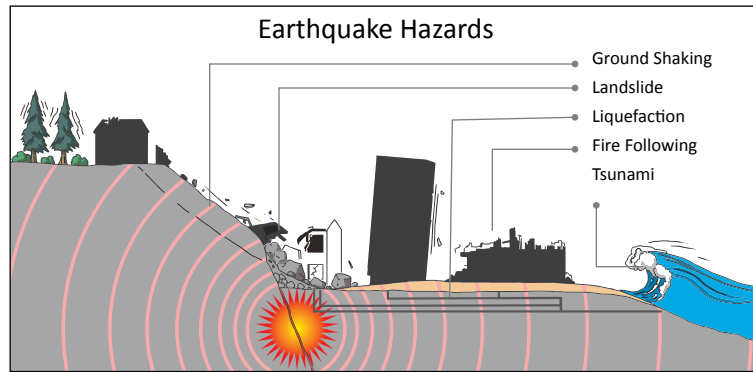 Earthquake Hazards
Ground Shaking
Landslide
Liquefaction
Fire Following
Tsunami